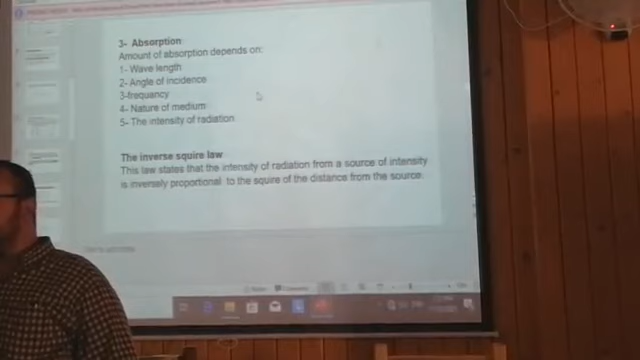 3- Absorption
Amount of absorption depends on:
1- Wave length
2- Angle of incidence
3-frequancy
4- Nature of medium
5- The intensity of radiation
The inverse squire law
This law states that the intensity of radiation from a source of intensity
is inversely proportional to the squire of the distance from the source.